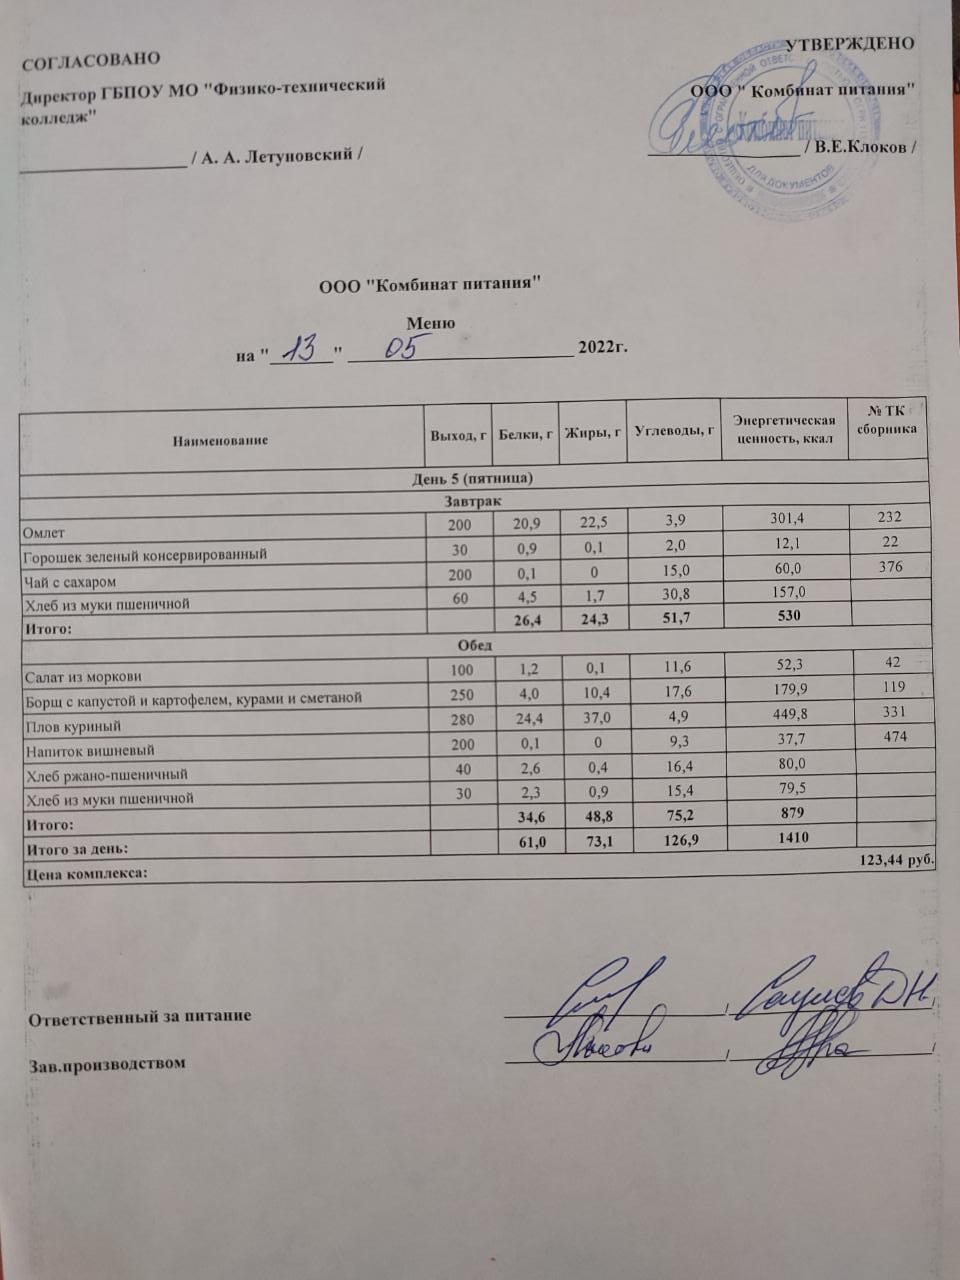 СОГЛАСОВАНО
Директор ГБПОУ МО "Физико-технический
колледж"
/ А. А. Летуновский /
УТВЕРЖДЕНО
ООО " Комбинат питания"
/ В.Е.Клоков /
ДЛЯ ДОКУМЕНТОВ
ООО "Комбинат питания"
Меню
на " 13 " 05 2022г.
Наименование Выход, г Белки, г Жиры, г Углеводы, г Энергетическая ценность, ккал № ТК сборника
День 5 (пятница)
Завтрак
Омлет 200 20,9 22,5 3,9 301,4 232
Горошек зеленый консервированный 30 0,9 0,1 2,0 12,1 22
Чай с сахаром 200 0,1 0 15,0 60,0 376
Хлеб из муки пшеничной 60 4,5 1,7 30,8 157,0
Итого: 26,4 24,3 51,7 530
Обед
Салат из моркови 100 1,2 0,1 11,6 52,3 42
Борщ с капустой и картофелем, курами и сметаной 250 4,0 10,4 17,6 179,9 119
Плов куриный 280 24,4 37,0 4,9 449,8 331
Напиток вишневый 200 0,1 0 9,3 37,7 474
Хлеб ржано-пшеничный 40 2,6 0,4 16,4 80,0
Хлеб из муки пшеничной 30 2,3 0,9 15,4 79,5
Итого: 34,6 48,8 75,2 879
Итого за день: 61,0 73,1 126,9 1410
Цена комплекса: 123,44 руб.
Ответственный за питание / /
Зав.производством / /